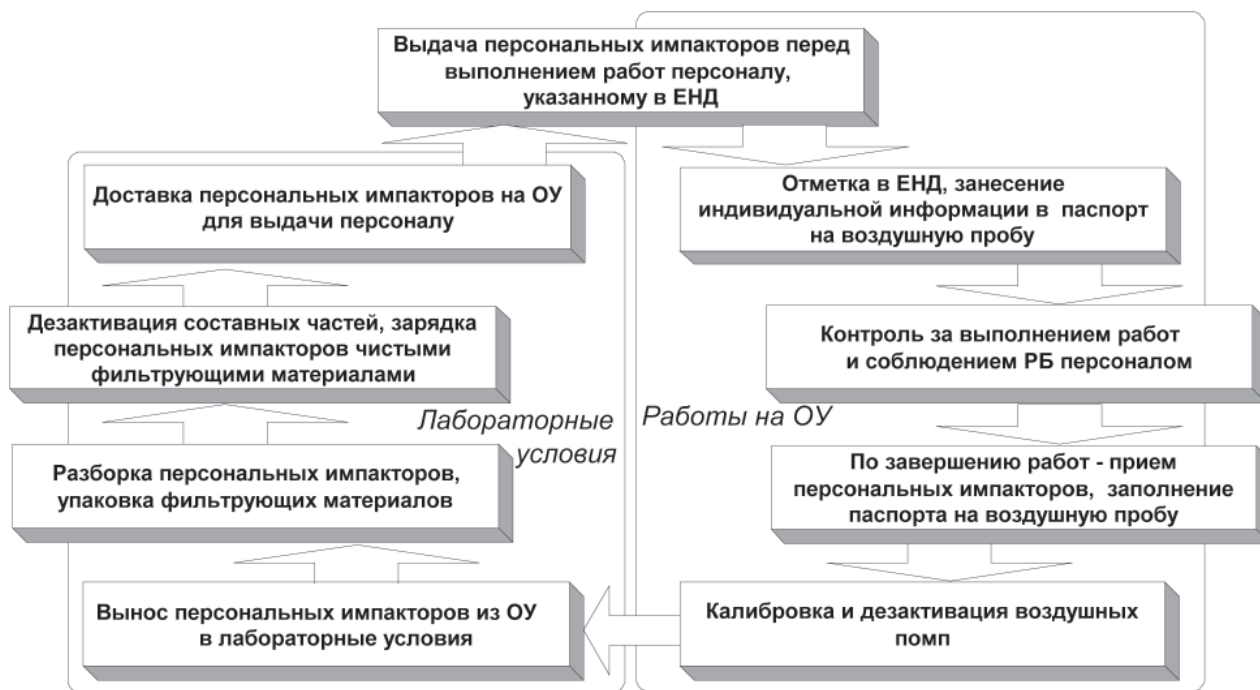 Выдача персональных импакторов перед
выполнением работ персоналу,
указанному в ЕНД
Доставка персональных импакторов на ОУ
для выдачи персоналу
Отметка в ЕНД, занесение
индивидуальной информации в паспорт
на воздушную пробу
Дезактивация составных частей, зарядка
персональных импакторов чистыми
фильтрующими материалами
Контроль за выполнением работ
и соблюдением РБ персоналом
Лабораторные
условия
Работы на ОУ
Разборка персональных импакторов,
упаковка фильтрующих материалов
По завершению работ - прием
персональных импакторов, заполнение
паспорта на воздушную пробу
Вынос персональных импакторов из ОУ
в лабораторные условия
Калибровка и дезактивация воздушных
помп